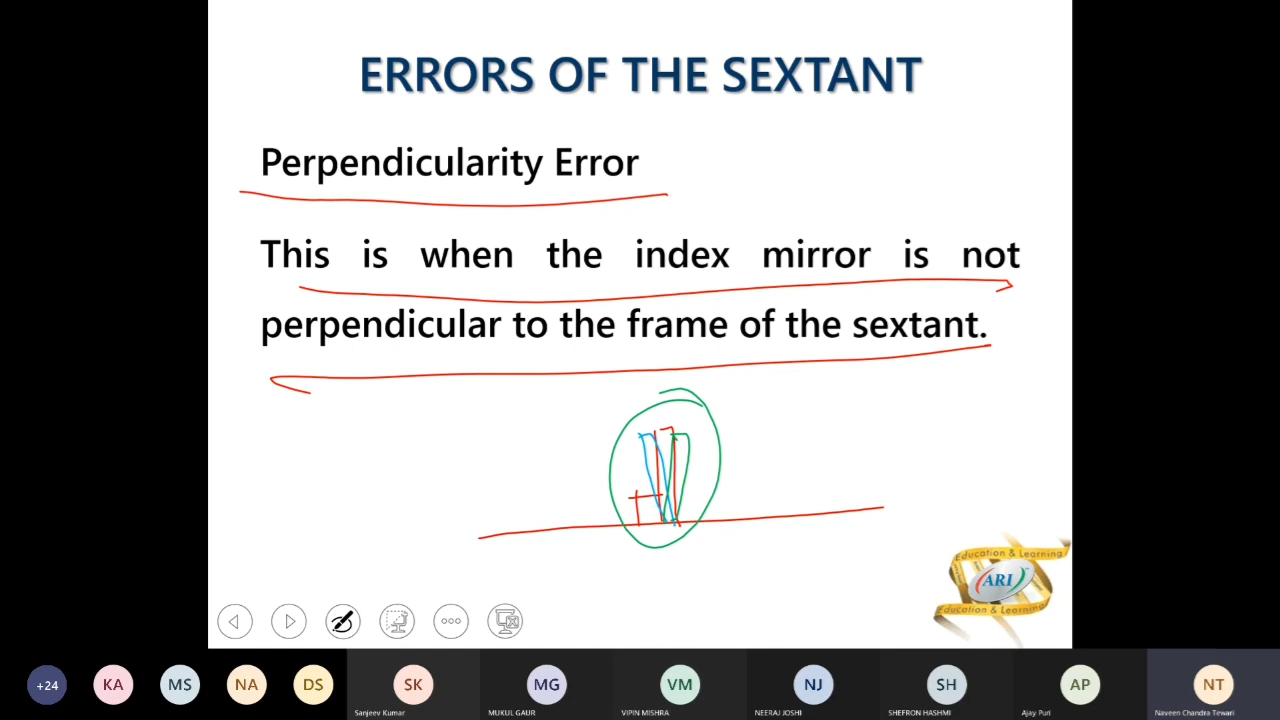 ERRORS OF THE SEXTANT
Perpendicularity Error
This is when the index mirror is not
perpendicular to the frame of the sextant.
Education & Learning
ARI
Education & Learning
+24
KA
MS
NA
DS
SK
MG
VM
NJ
SH
AP
NT
Sanjeev Kumar
MUKUL GAUR
VIPIN MISHRA
NEERAJ JOSHI
SHEFRON HASHMI
Ajay Puri
Naveen Chandra Tewari